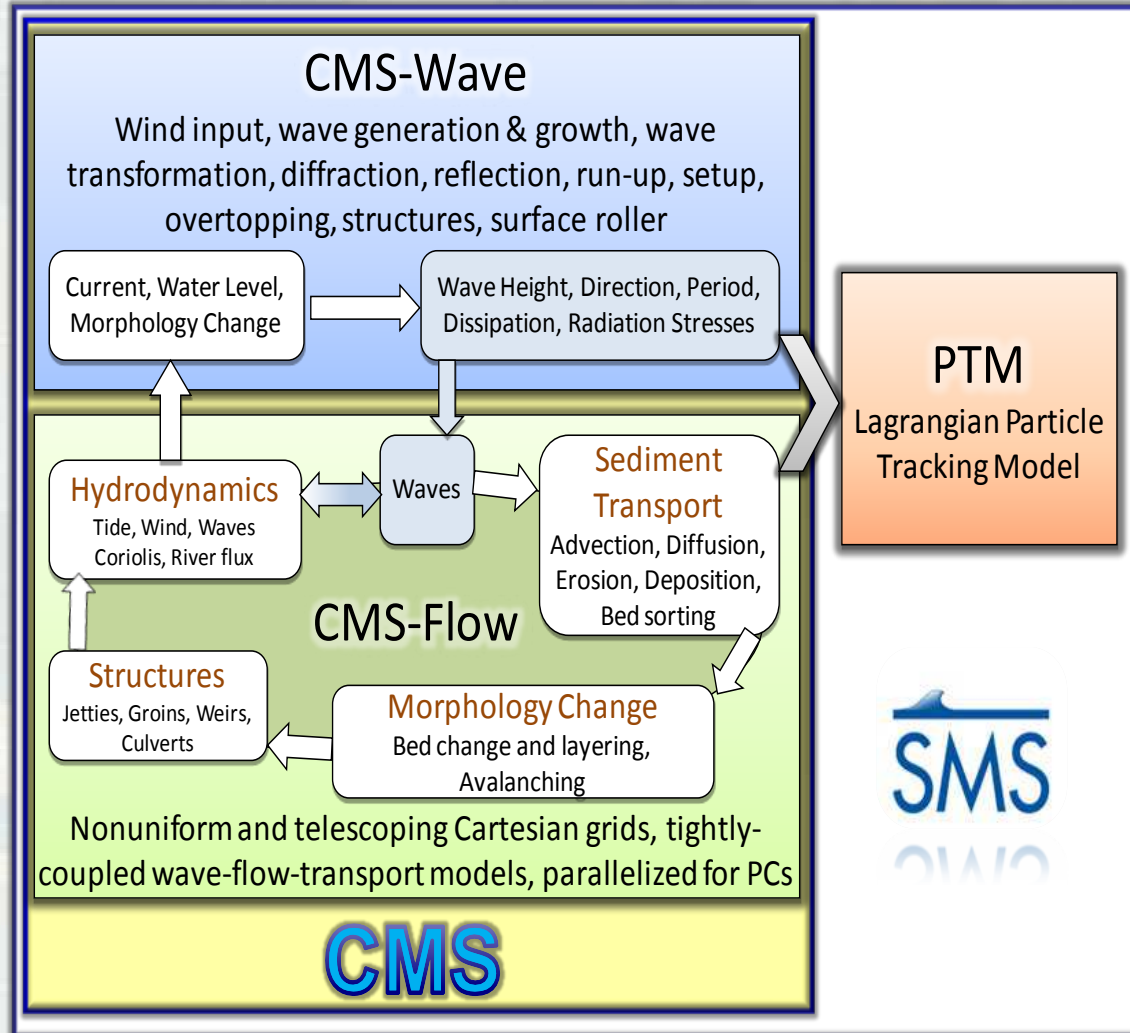 CMS-Wave
Wind input, wave generation & growth, wave
transformation, diffraction, reflection, run-up, setup,
overtopping, structures, surface roller
Current, Water Level,
Morphology Change
Wave Height, Direction, Period,
Dissipation, Radiation Stresses
PTM
Lagrangian Particle
Tracking Model
Hydrodynamics
Tide, Wind, Waves
Coriolis, River flux
Waves
Sediment
Transport
Advection, Diffusion,
Erosion, Deposition,
Bed sorting
CMS-Flow
Structures
Jetties, Groins, Weirs,
Culverts
Morphology Change
Bed change and layering,
Avalanching
Nonuniform and telescoping Cartesian grids, tightly-
coupled wave-flow-transport models, parallelized for PCs
CMS
SMS